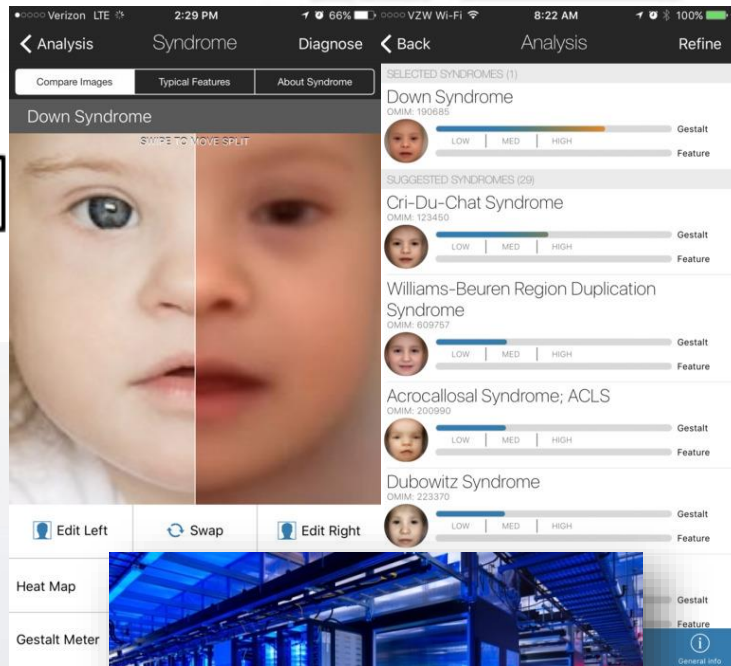 Verizon LTE
2:29 PM
66%
Analysis
Syndrome
Diagnose
Compare Images
Typical Features
About Syndrome
Down Syndrome
SWIPE TO MOVE SPLIT
Edit Left
Swap
Edit Right
Heat Map
Gestalt Meter
VZW Wi-Fi
8:22 AM
100%
Back
Analysis
Refine
SELECTED SYNDROMES (1)
Down Syndrome
OMIM: 190685
Gestalt
LOW | MED | HIGH
Feature
SUGGESTED SYNDROMES (29)
Cri-Du-Chat Syndrome
OMIM: 123450
Gestalt
LOW | MED | HIGH
Feature
Williams-Beuren Region Duplication
Syndrome
OMIM: 609757
Gestalt
LOW | MED | HIGH
Feature
Acrocallosal Syndrome; ACLS
OMIM: 200990
Gestalt
LOW | MED | HIGH
Feature
Dubowitz Syndrome
OMIM: 223370
Gestalt
LOW | MED | HIGH
Feature
Gestalt
Feature
General info